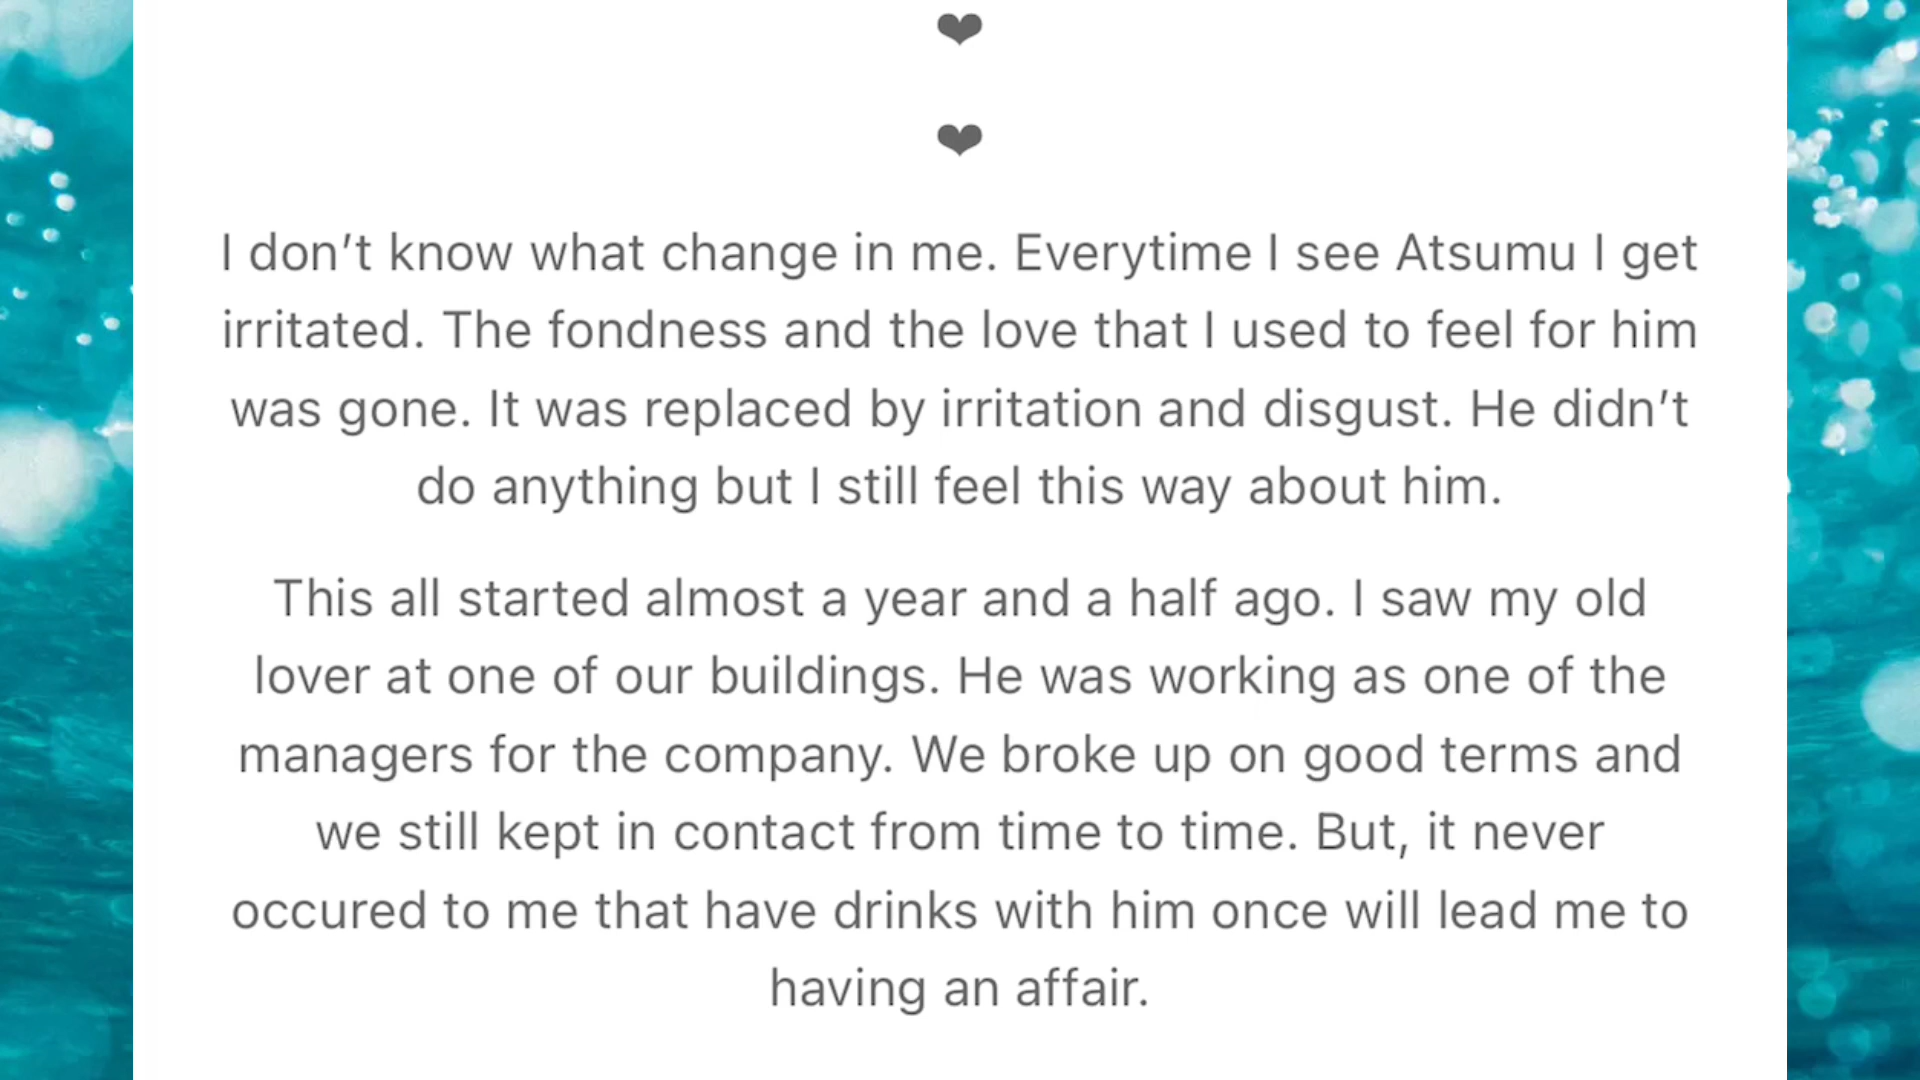 ❤
❤
I don’t know what change in me. Everytime I see Atsumu I get
irritated. The fondness and the love that I used to feel for him
was gone. It was replaced by irritation and disgust. He didn’t
do anything but I still feel this way about him.
This all started almost a year and a half ago. I saw my old
lover at one of our buildings. He was working as one of the
managers for the company. We broke up on good terms and
we still kept in contact from time to time. But, it never
occured to me that have drinks with him once will lead me to
having an affair.